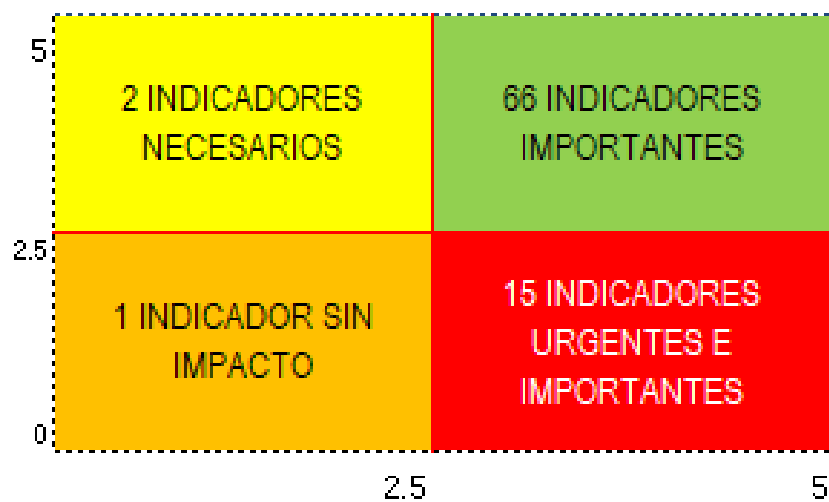 5
2 INDICADORES
NECESARIOS
66 INDICADORES
IMPORTANTES
2.5
1 INDICADOR SIN
IMPACTO
15 INDICADORES
URGENTES E
IMPORTANTES
0
2.5
5